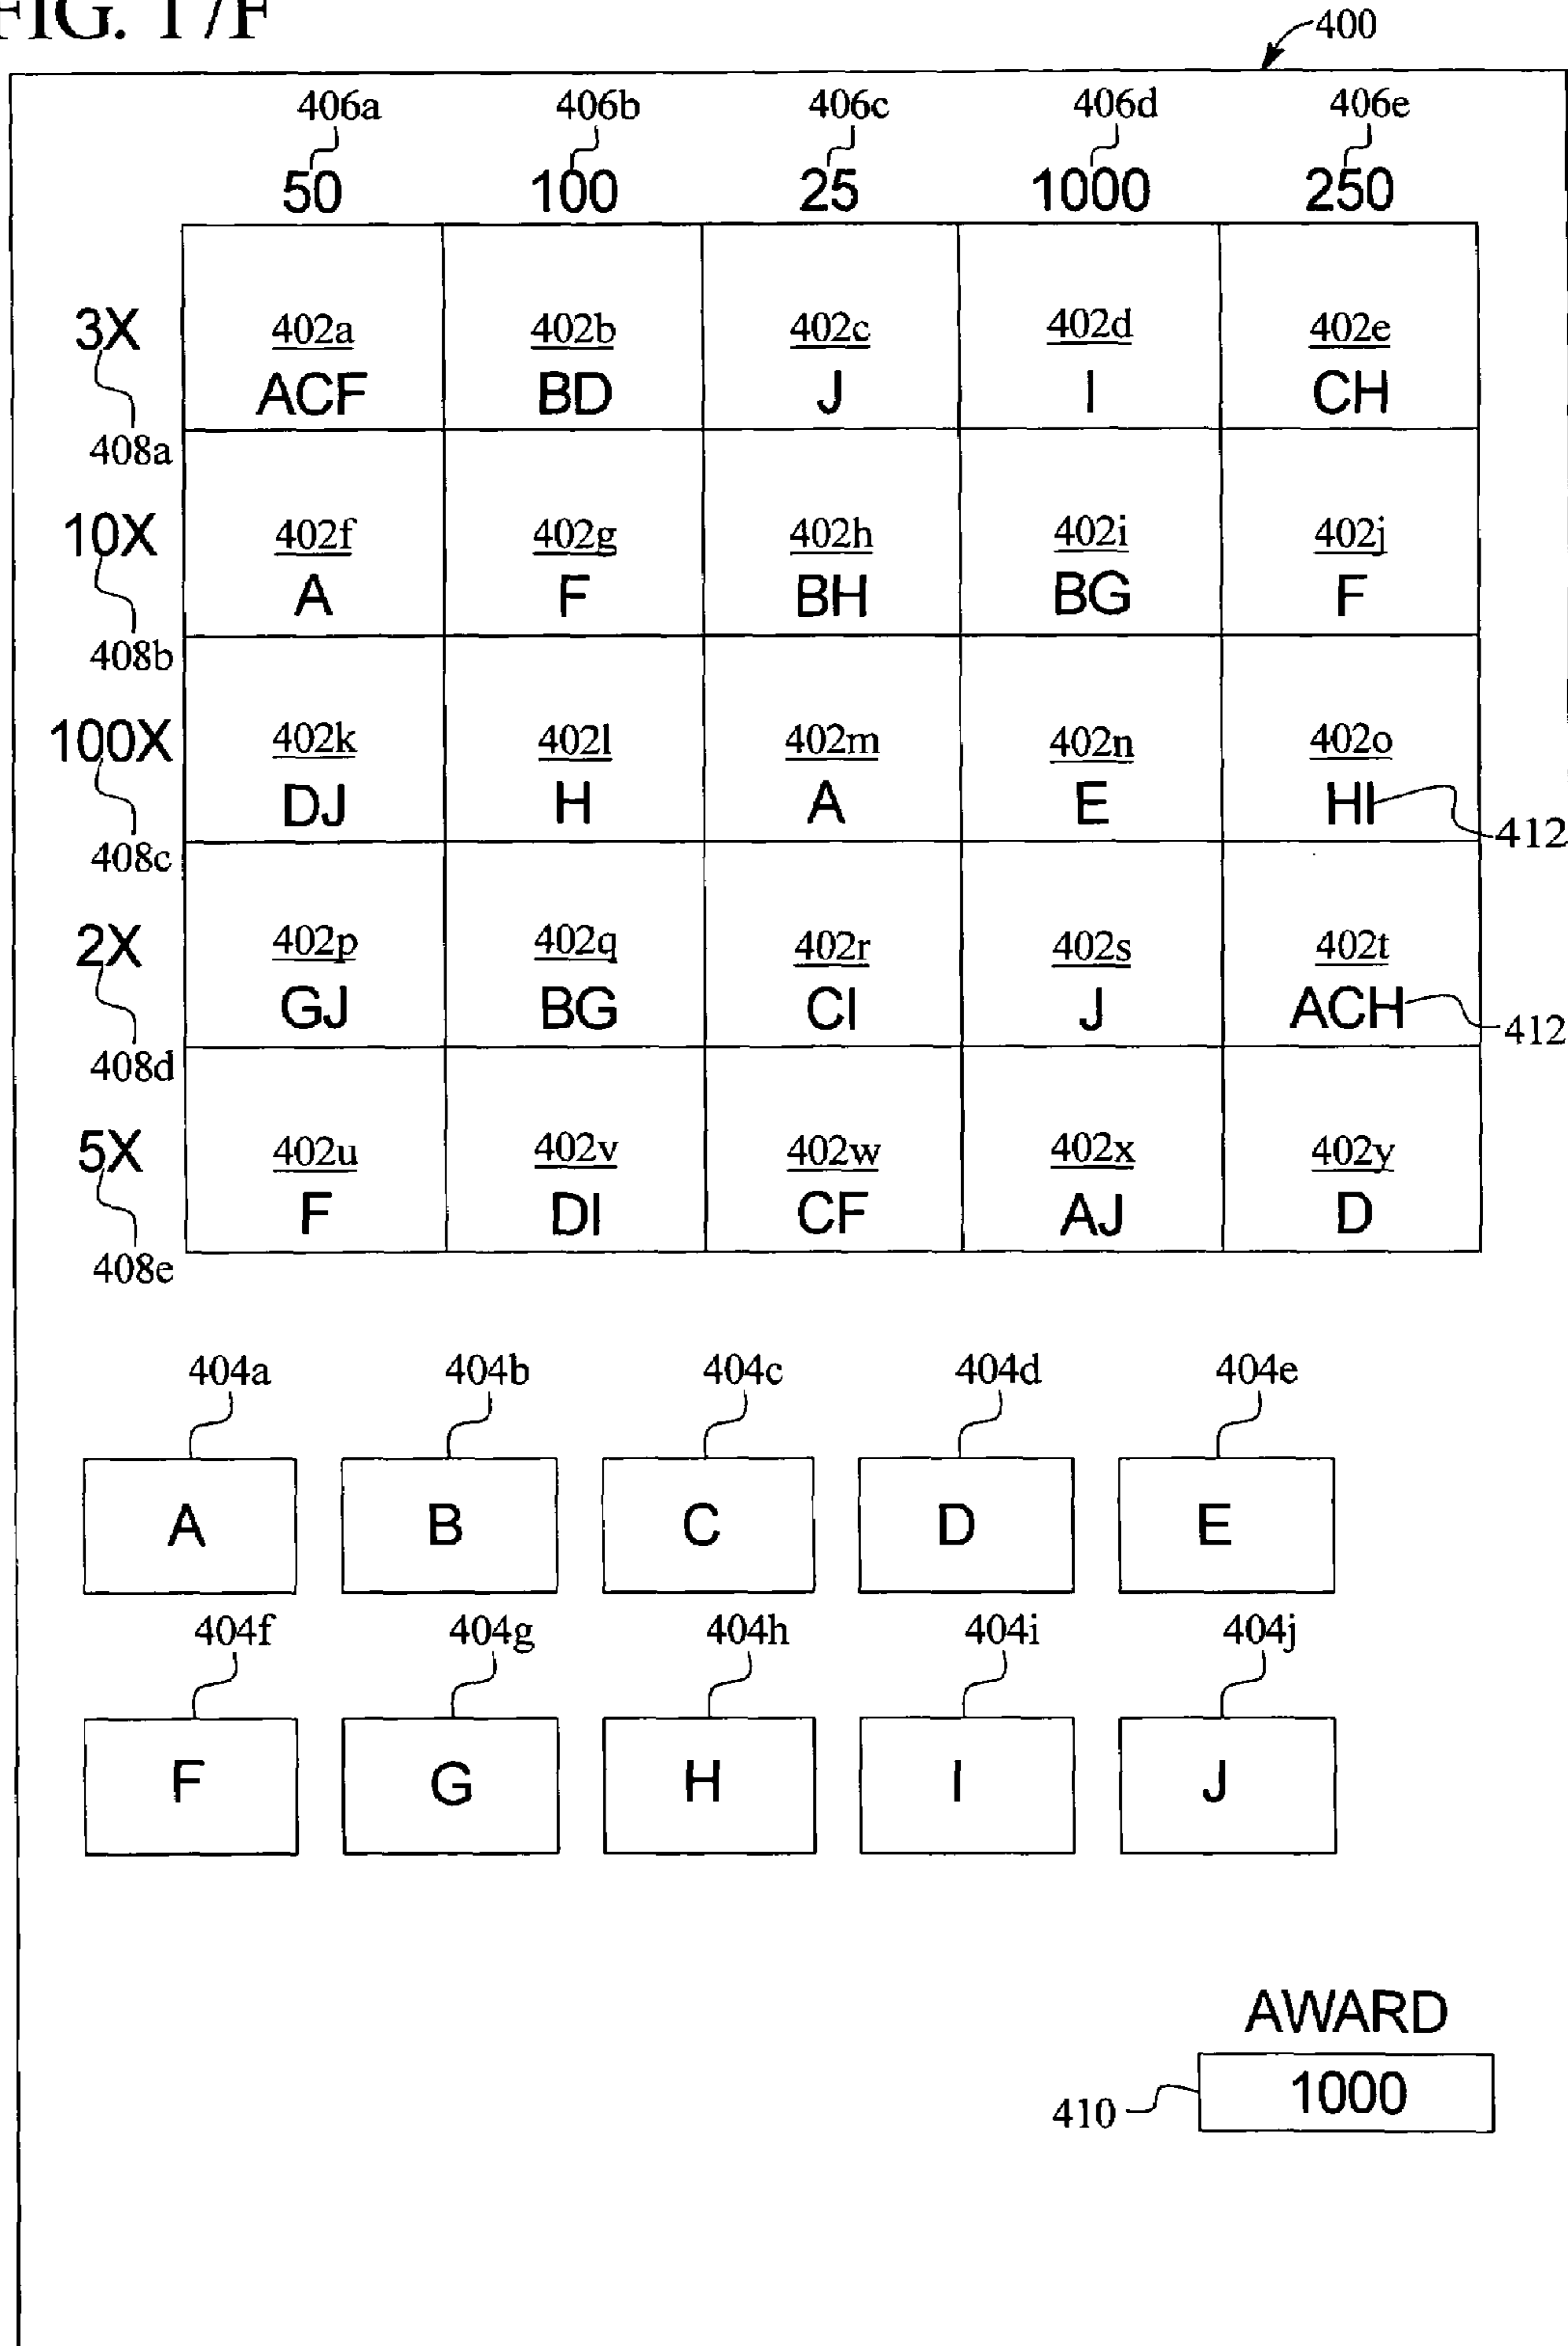 FIG. 17F
400
406a 406b 406c 406d 406e
50 100 25 1000 250
3X 402a 402b 402c 402d 402e
ACF BD J I CH
408a
10X 402f 402g 402h 402i 402j
A F BH BG F
408b
100X 402k 402l 402m 402n 402o
DJ H A E HI
412
408c
2X 402p 402q 402r 402s 402t
GJ BG CI J ACH
412
408d
5X 402u 402v 402w 402x 402y
F DI CF AJ D
408e
404a 404b 404c 404d 404e
A B C D E
404f 404g 404h 404i 404j
F G H I J
AWARD
410 1000